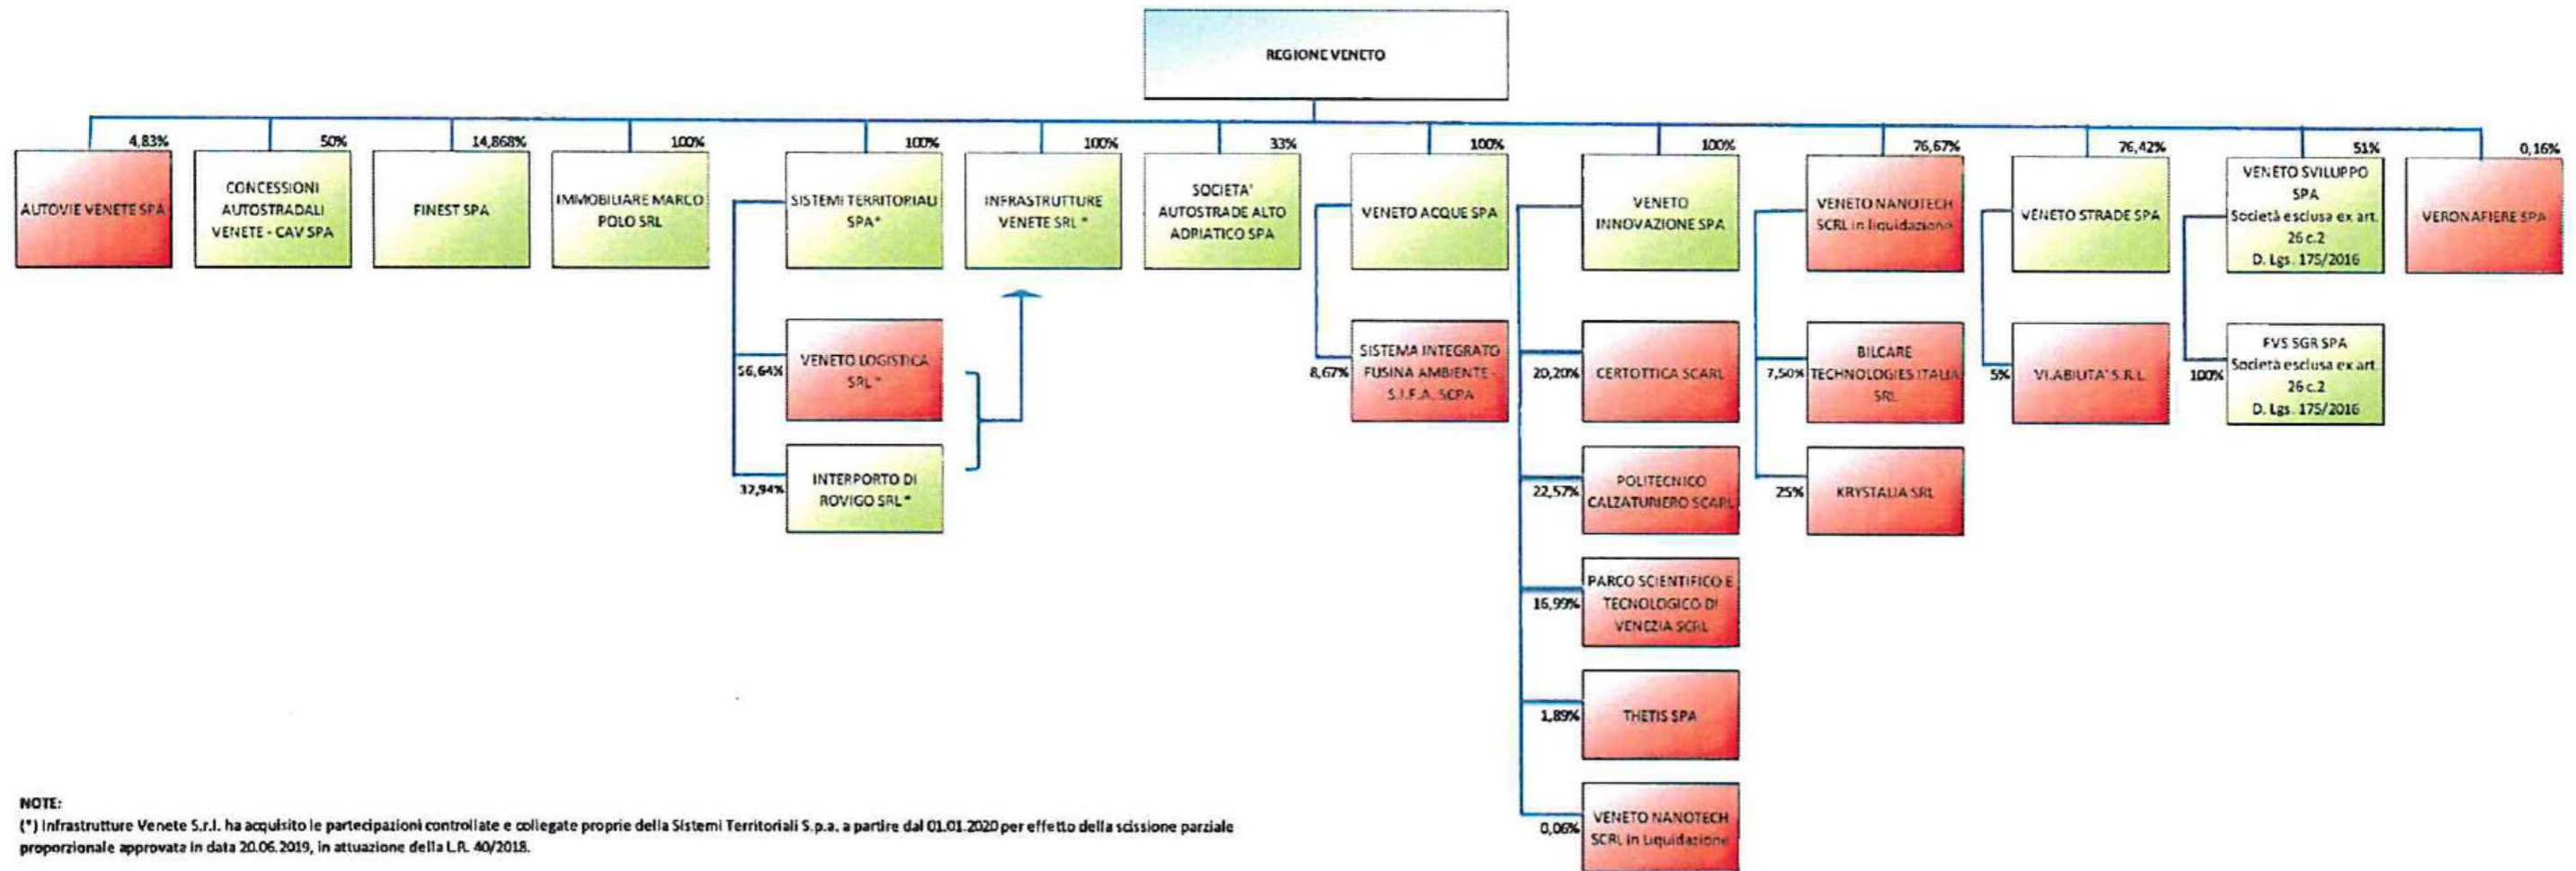 REGIONE VENETO
4,83%
50%
14,868%
100%
100%
100%
33%
100%
100%
76,67%
76,42%
51%
0,16%
AUTOVIE VENETE SPA
CONCESSIONI
AUTOSTRADALI
VENETE - CAV SPA
FINEST SPA
IMMOBILIARE MARCO
POLO SRL
SISTEMI TERRITORIALI
SPA*
INFRASTRUTTURE
VENETE SRL *
SOCIETA'
AUTOSTRADE ALTO
ADRIATICO SPA
VENETO ACQUE SPA
VENETO
INNOVAZIONE SPA
VENETO NANOTECH
SCRL in liquidazione
VENETO STRADE SPA
VENETO SVILUPPO
SPA
Società esclusa ex art.
26 c.2
D. Lgs. 175/2016
VERONAFIERE SPA
56,64%
VENETO LOGISTICA
SRL *
32,94%
INTERPORTO DI
ROVIGO SRL *
8,67%
SISTEMA INTEGRATO
FUSINA AMBIENTE -
S.I.F.A. SCPA
20,20%
CERTOTTICA SCARL
22,57%
POLITECNICO
CALZATURIERO SCARL
16,99%
PARCO SCIENTIFICO E
TECNOLOGICO DI
VENEZIA SCRL
1,89%
THETIS SPA
0,06%
VENETO NANOTECH
SCRL in Liquidazione
7,50%
BILCARE
TECHNOLOGIES ITALIA
SRL
25%
KRYSTALIA SRL
5%
VI.ABILITA' S.R.L.
100%
FVS SGR SPA
Società esclusa ex art.
26 c.2
D. Lgs. 175/2016
NOTE:
(*) Infrastrutture Venete S.r.l. ha acquisito le partecipazioni controllate e collegate proprie della Sistemi Territoriali S.p.a. a partire dal 01.01.2020 per effetto della scissione parziale
proporzionale approvata in data 20.06.2019, in attuazione della L.R. 40/2018.